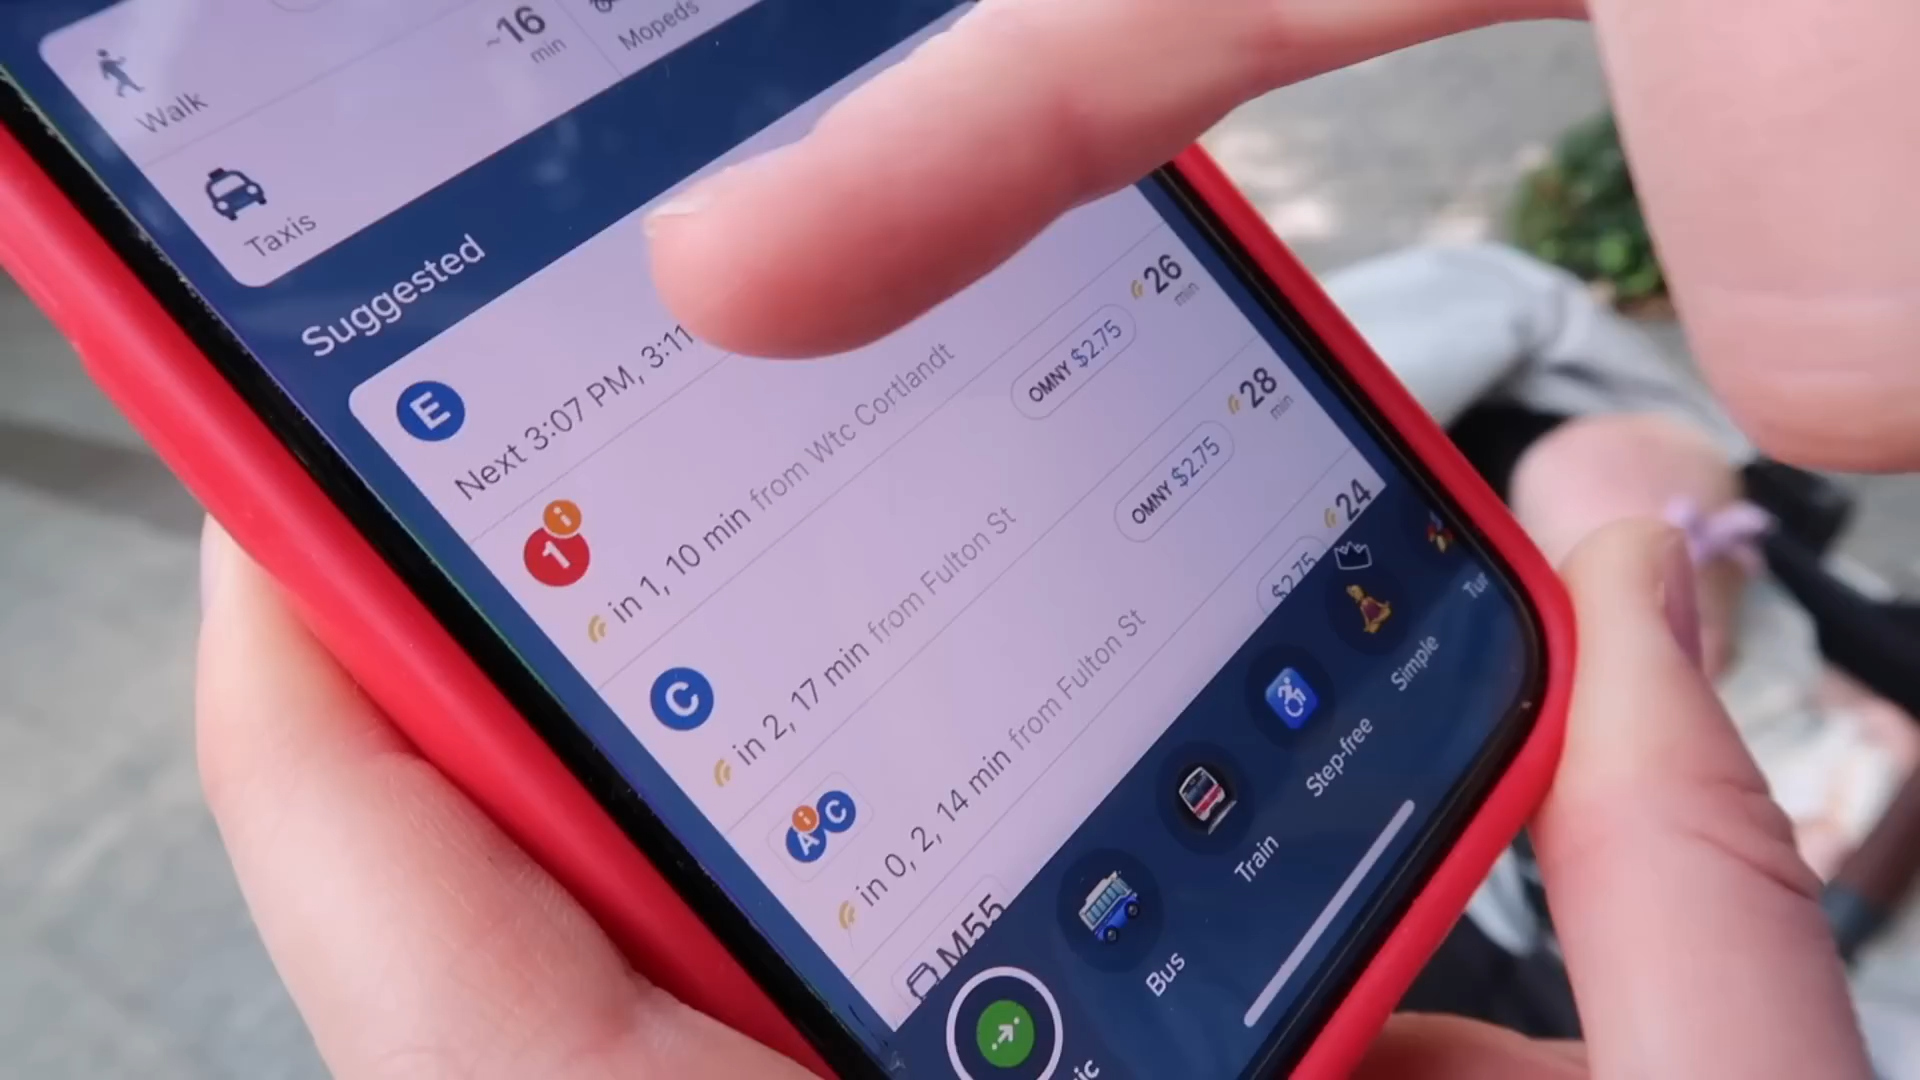 Walk
~16
min
Mopeds
Taxis
Suggested
E
Next 3:07 PM, 3:11
26
min
1
i
in 1, 10 min from Wtc Cortlandt
OMNY $2.75
28
min
C
in 2, 17 min from Fulton St
OMNY $2.75
24
i
A C
in 0, 2, 14 min from Fulton St
$2.75
M55
Bus
Train
Step-free
Simple